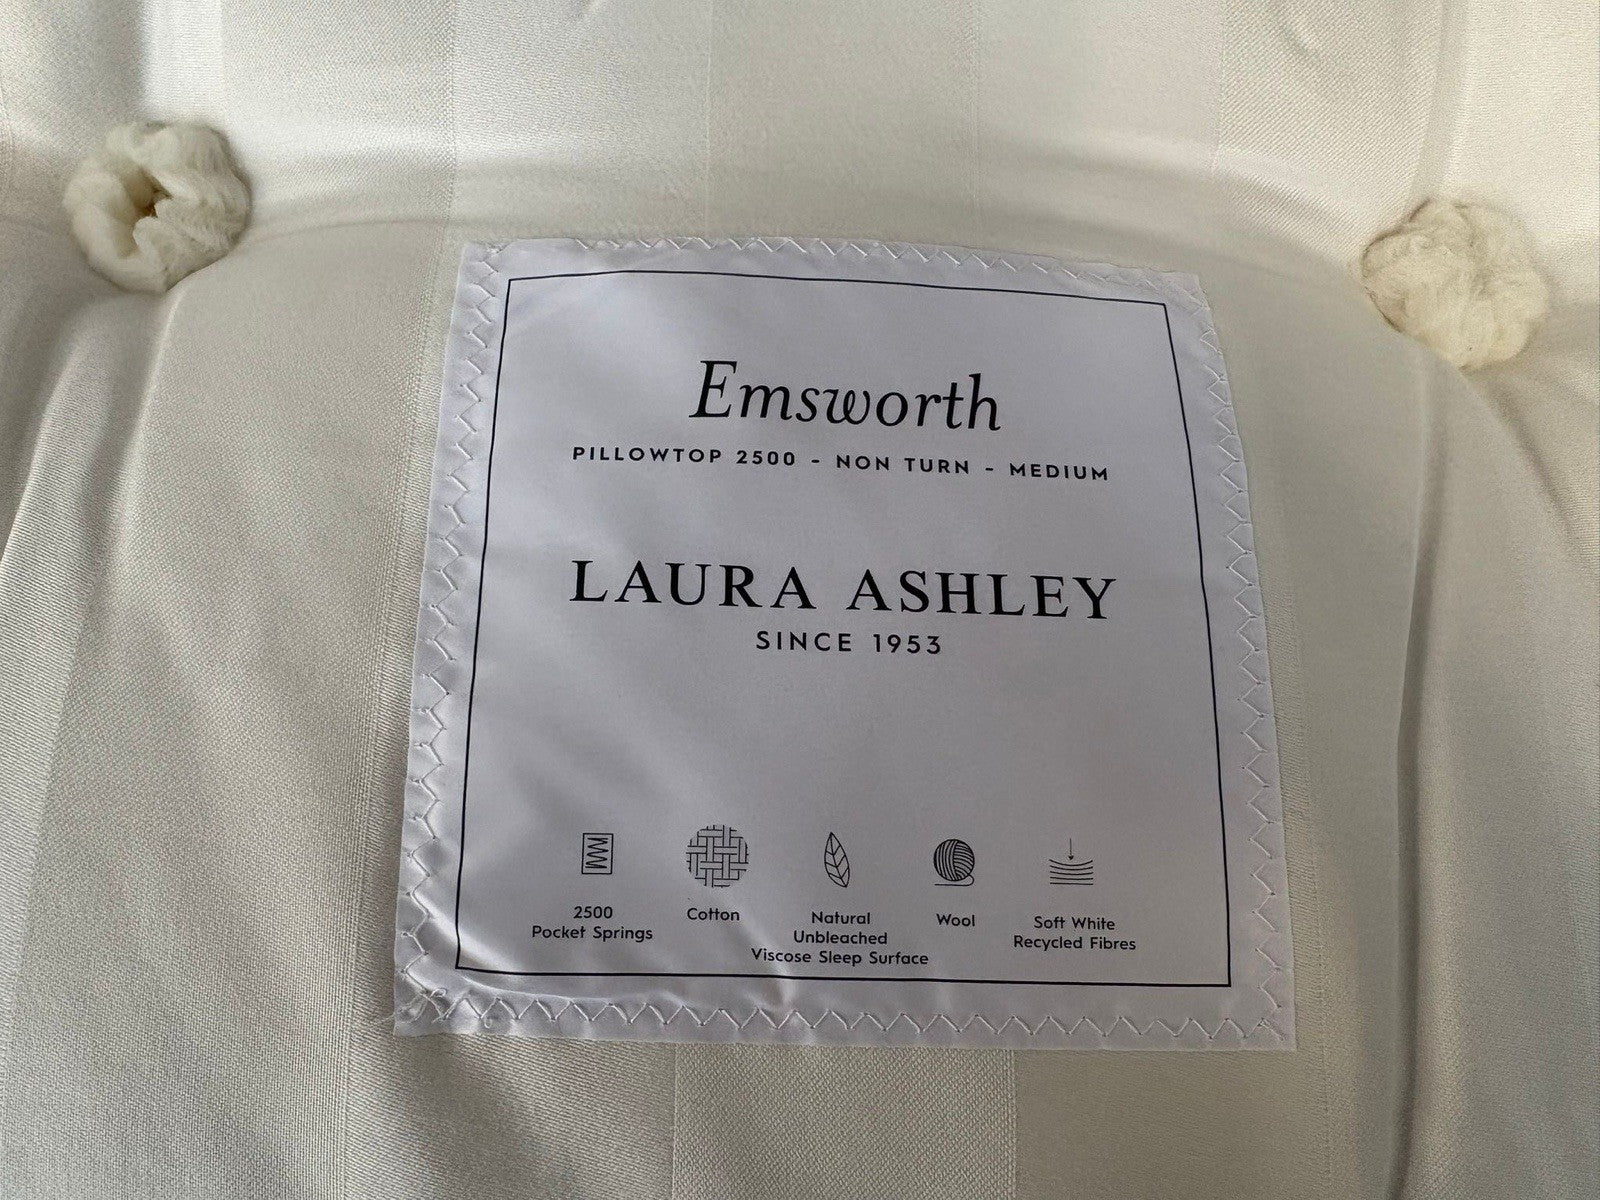 Emsworth
PILLOWTOP 2500 - NON TURN - MEDIUM
LAURA ASHLEY
SINCE 1953
2500
Pocket Springs
Cotton
Natural
Unbleached
Viscose Sleep Surface
Wool
Soft White
Recycled Fibres